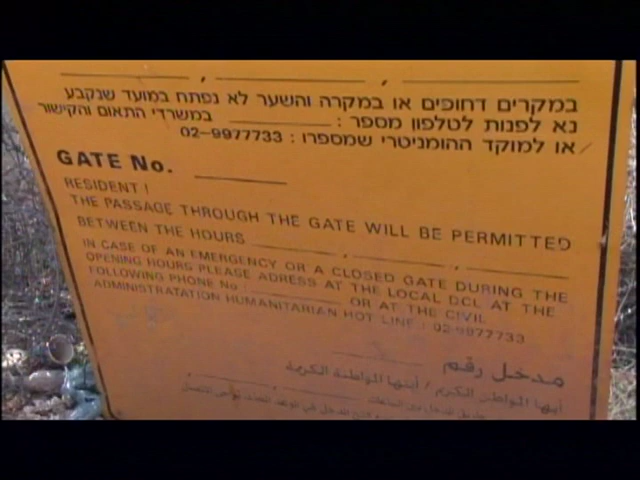 במקרים דחופים או במקרה והשער לא נפתח במועד שנקבע
נא לפנות לטלפון מספר : במשרדי התאום והקישור
או למוקד ההומניטרי שמספרו : 02-9977733
GATE No.
RESIDENT !
THE PASSAGE THROUGH THE GATE WILL BE PERMITTED
BETWEEN THE HOURS
IN CASE OF AN EMERGENCY OR A CLOSED GATE DURING THE
OPENING HOURS PLEASE ADRESS AT THE LOCAL DCL AT THE
FOLLOWING PHONE No : OR AT THE CIVIL
ADMINISTRATATION HUMANITARIAN HOT LINE : 02-9977733
مدخل رقم
أيها المواطن الكريم / أيتها المواطنة الكريمة